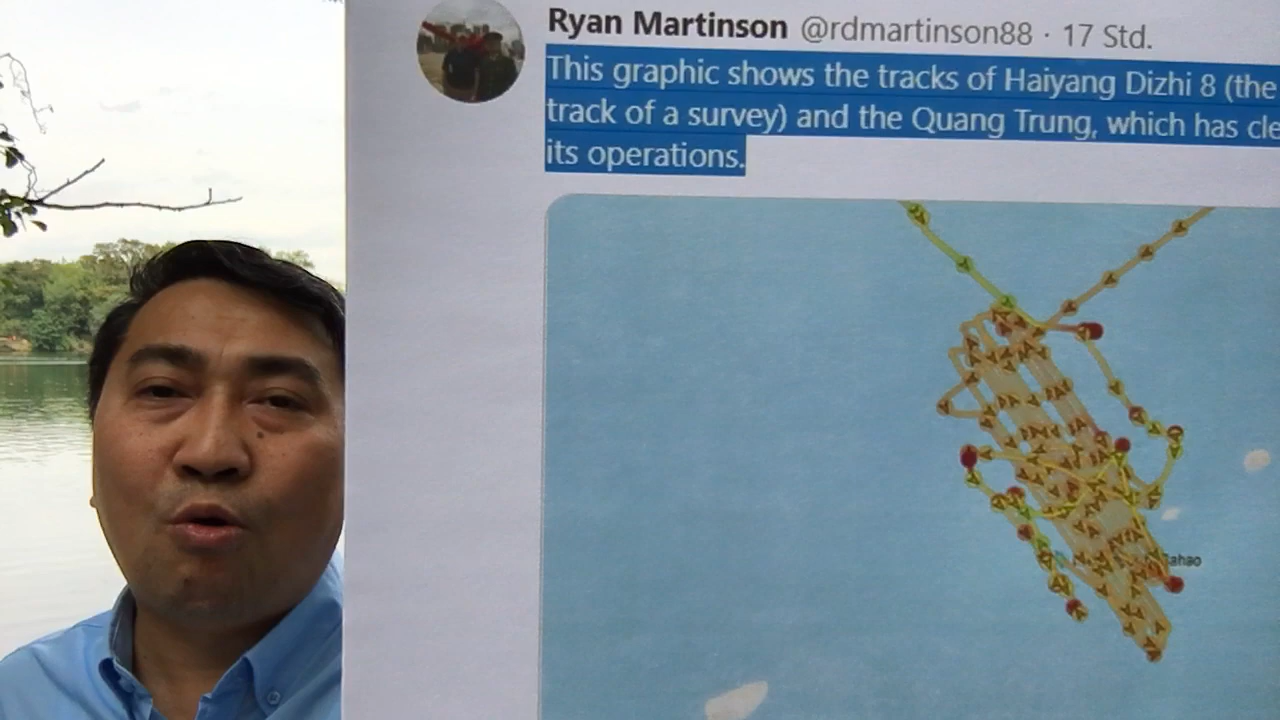 Ryan Martinson @rdmartinson88 · 17 Std.
This graphic shows the tracks of Haiyang Dizhi 8 (the
track of a survey) and the Quang Trung, which has cle
its operations.